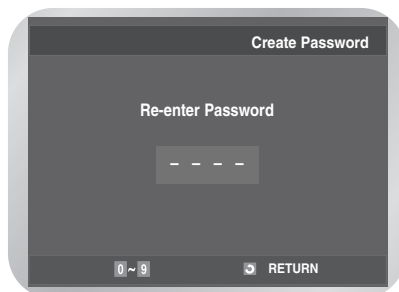 Create Password
Re-enter Password
– – – –
0 ~ 9 RETURN